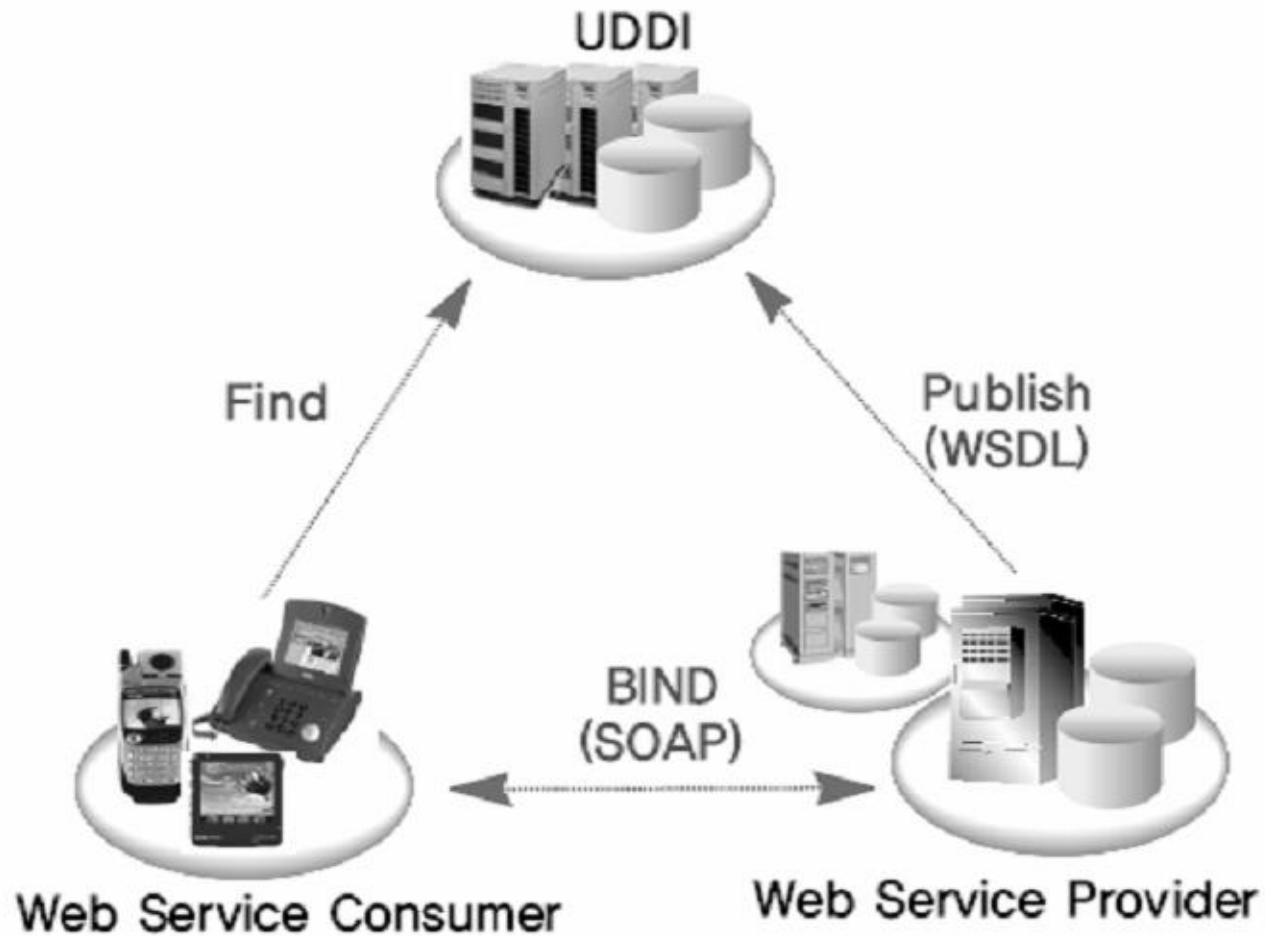 UDDI
Find
Publish
(WSDL)
BIND
(SOAP)
Web Service Consumer
Web Service Provider